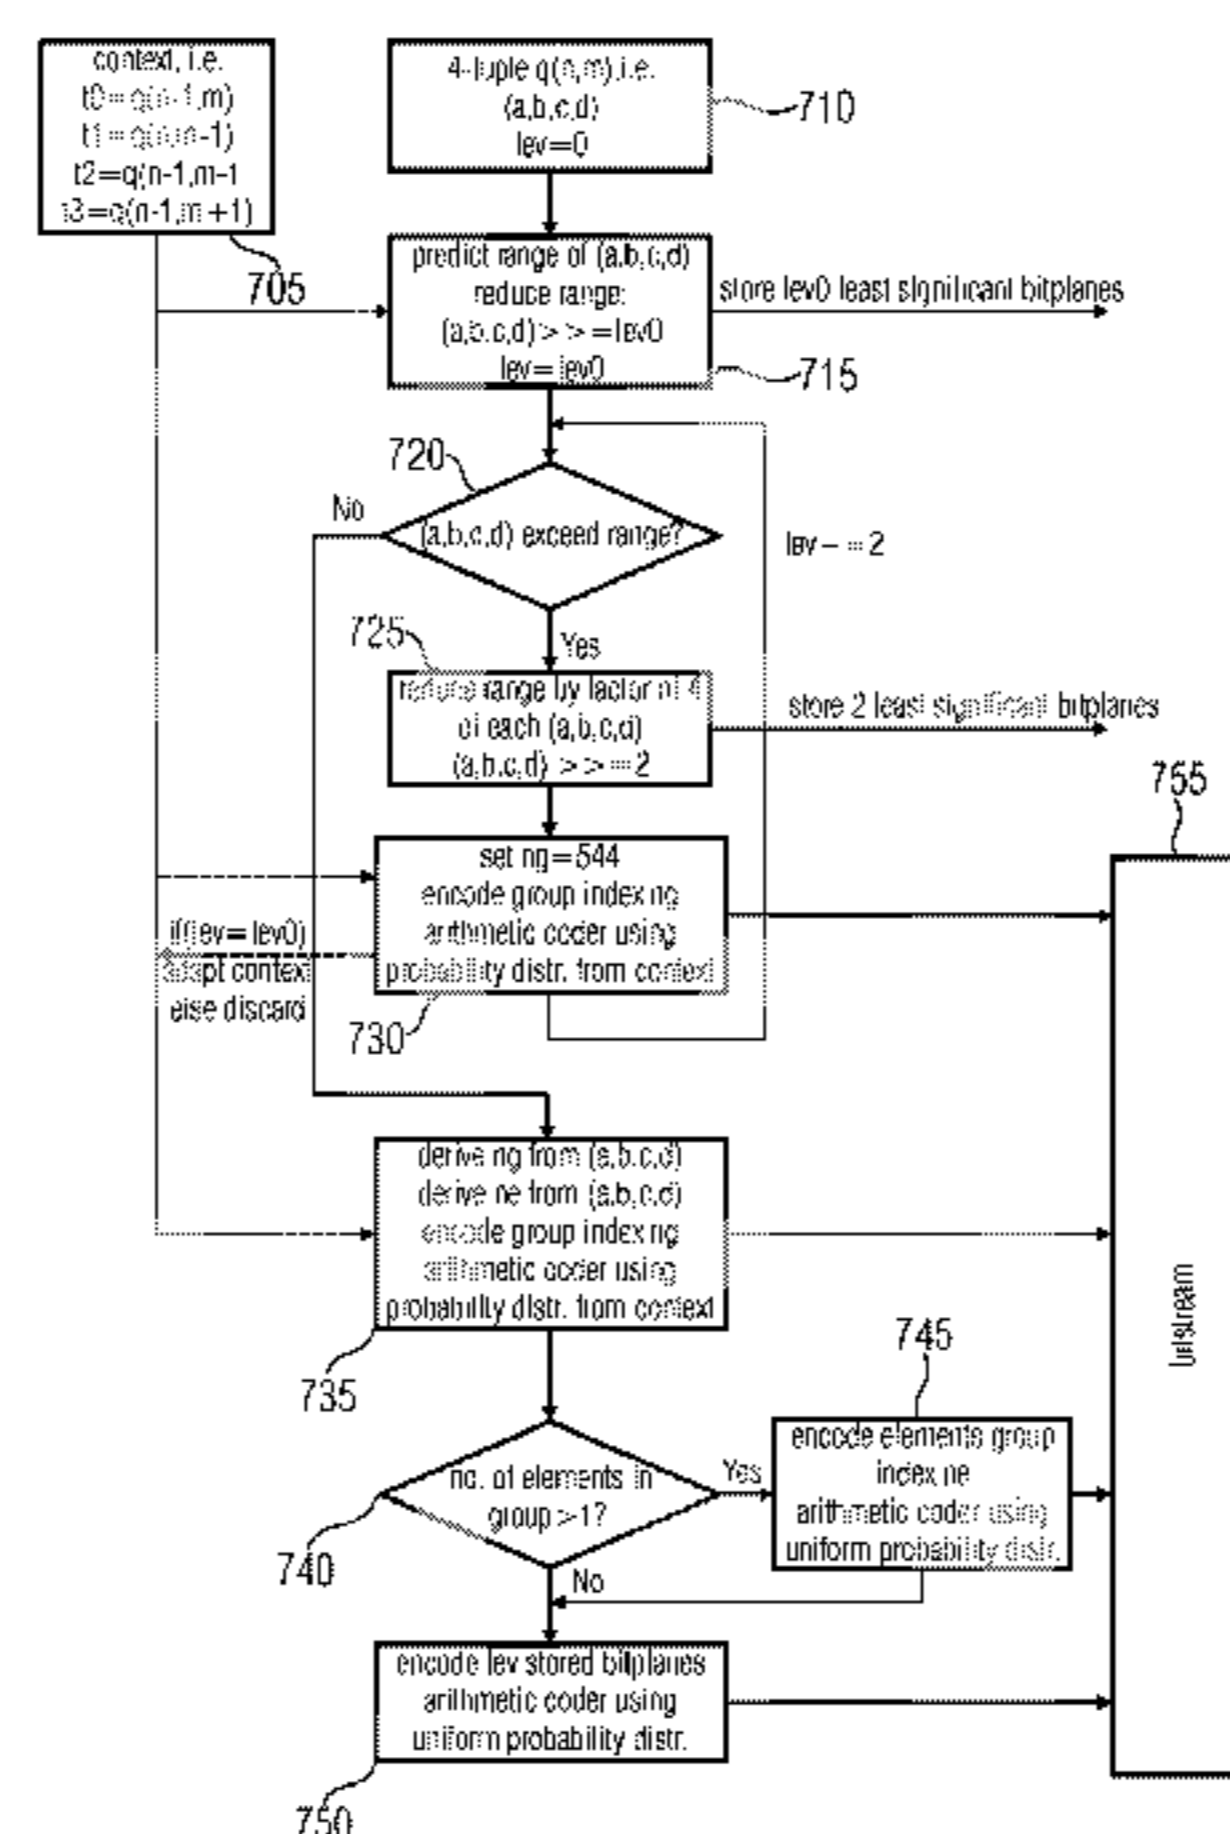 context, i.e.
t0=q(n-1,m)
t1=q(n,m-1)
t2=q(n-1,m-1
t3=q(n-1,m+1)
705
4-tuple q(n,m),i.e.
(a,b,c,d)
lev=0
710
predict range of (a,b,c,d)
reduce range:
(a,b,c,d)>>=lev0
lev=lev0
715
store lev0 least significant bitplanes
720
No
(a,b,c,d) exceed range?
lev-=2
Yes
725
reduce range by factor of 4
of each (a,b,c,d)
(a,b,c,d) >>=2
store 2 least significant bitplanes
755
set ng=544
encode group index ng
arithmetic coder using
probability distr. from context
if(lev=lev0)
adapt context
else discard
730
derive ng from (a,b,c,d)
derive ne from (a,b,c,d)
encode group index ng
arithmetic coder using
probability distr. from context
735
bitstream
745
no. of elements in
group >1?
Yes
encode elements group
index ne
arithmetic coder using
uniform probability distr.
740
No
encode lev stored bitplanes
arithmetic coder using
uniform probability distr.
750